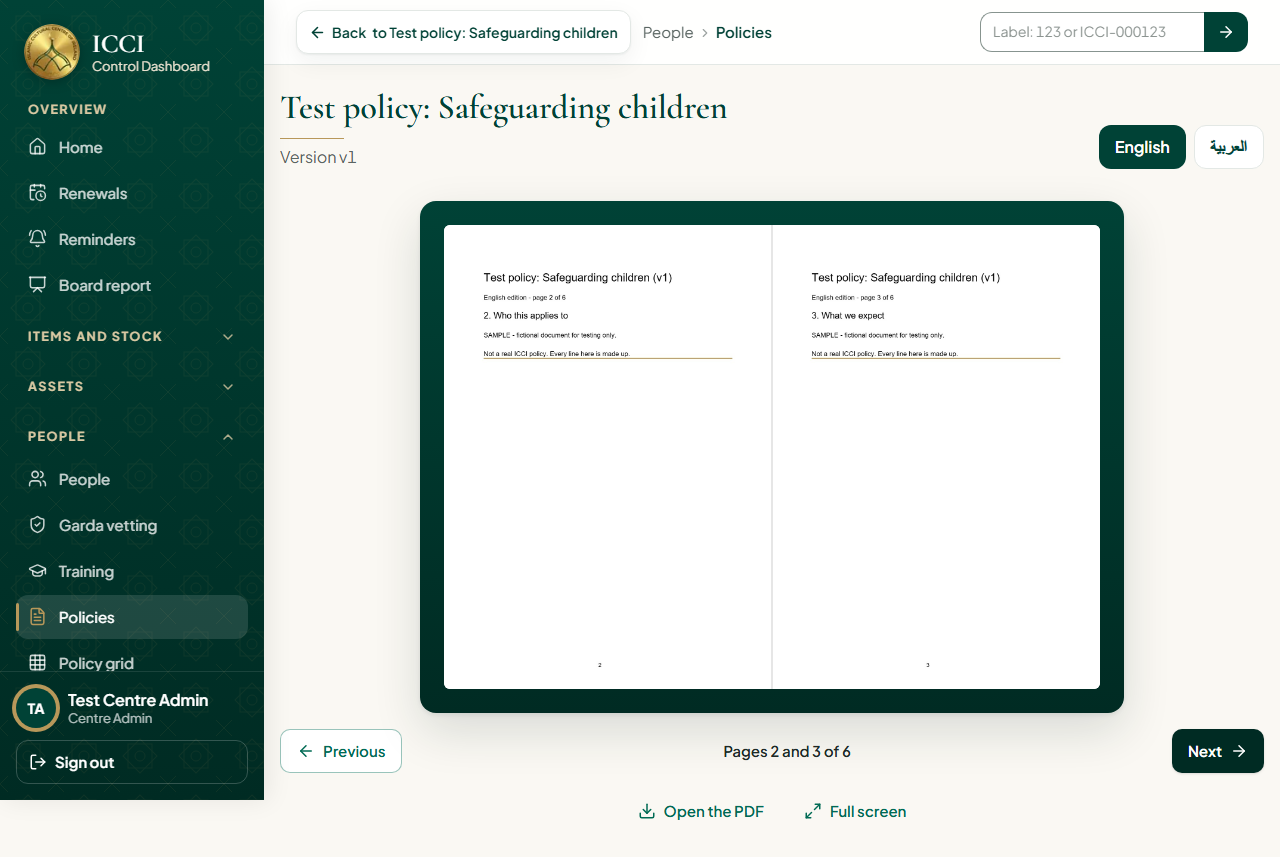 ICCI
Control Dashboard
OVERVIEW
Home
Renewals
Reminders
Board report
ITEMS AND STOCK
ASSETS
PEOPLE
People
Garda vetting
Training
Policies
Policy grid
TA
Test Centre Admin
Centre Admin
Sign out
Back to Test policy: Safeguarding children
People › Policies
Label: 123 or ICCI-000123
Test policy: Safeguarding children
Version v1
English
العربية
Test policy: Safeguarding children (v1)
English edition - page 2 of 6
2. Who this applies to
SAMPLE - fictional document for testing only.
Not a real ICCI policy. Every line here is made up.
2
Test policy: Safeguarding children (v1)
English edition - page 3 of 6
3. What we expect
SAMPLE - fictional document for testing only.
Not a real ICCI policy. Every line here is made up.
3
Previous
Pages 2 and 3 of 6
Next
Open the PDF
Full screen